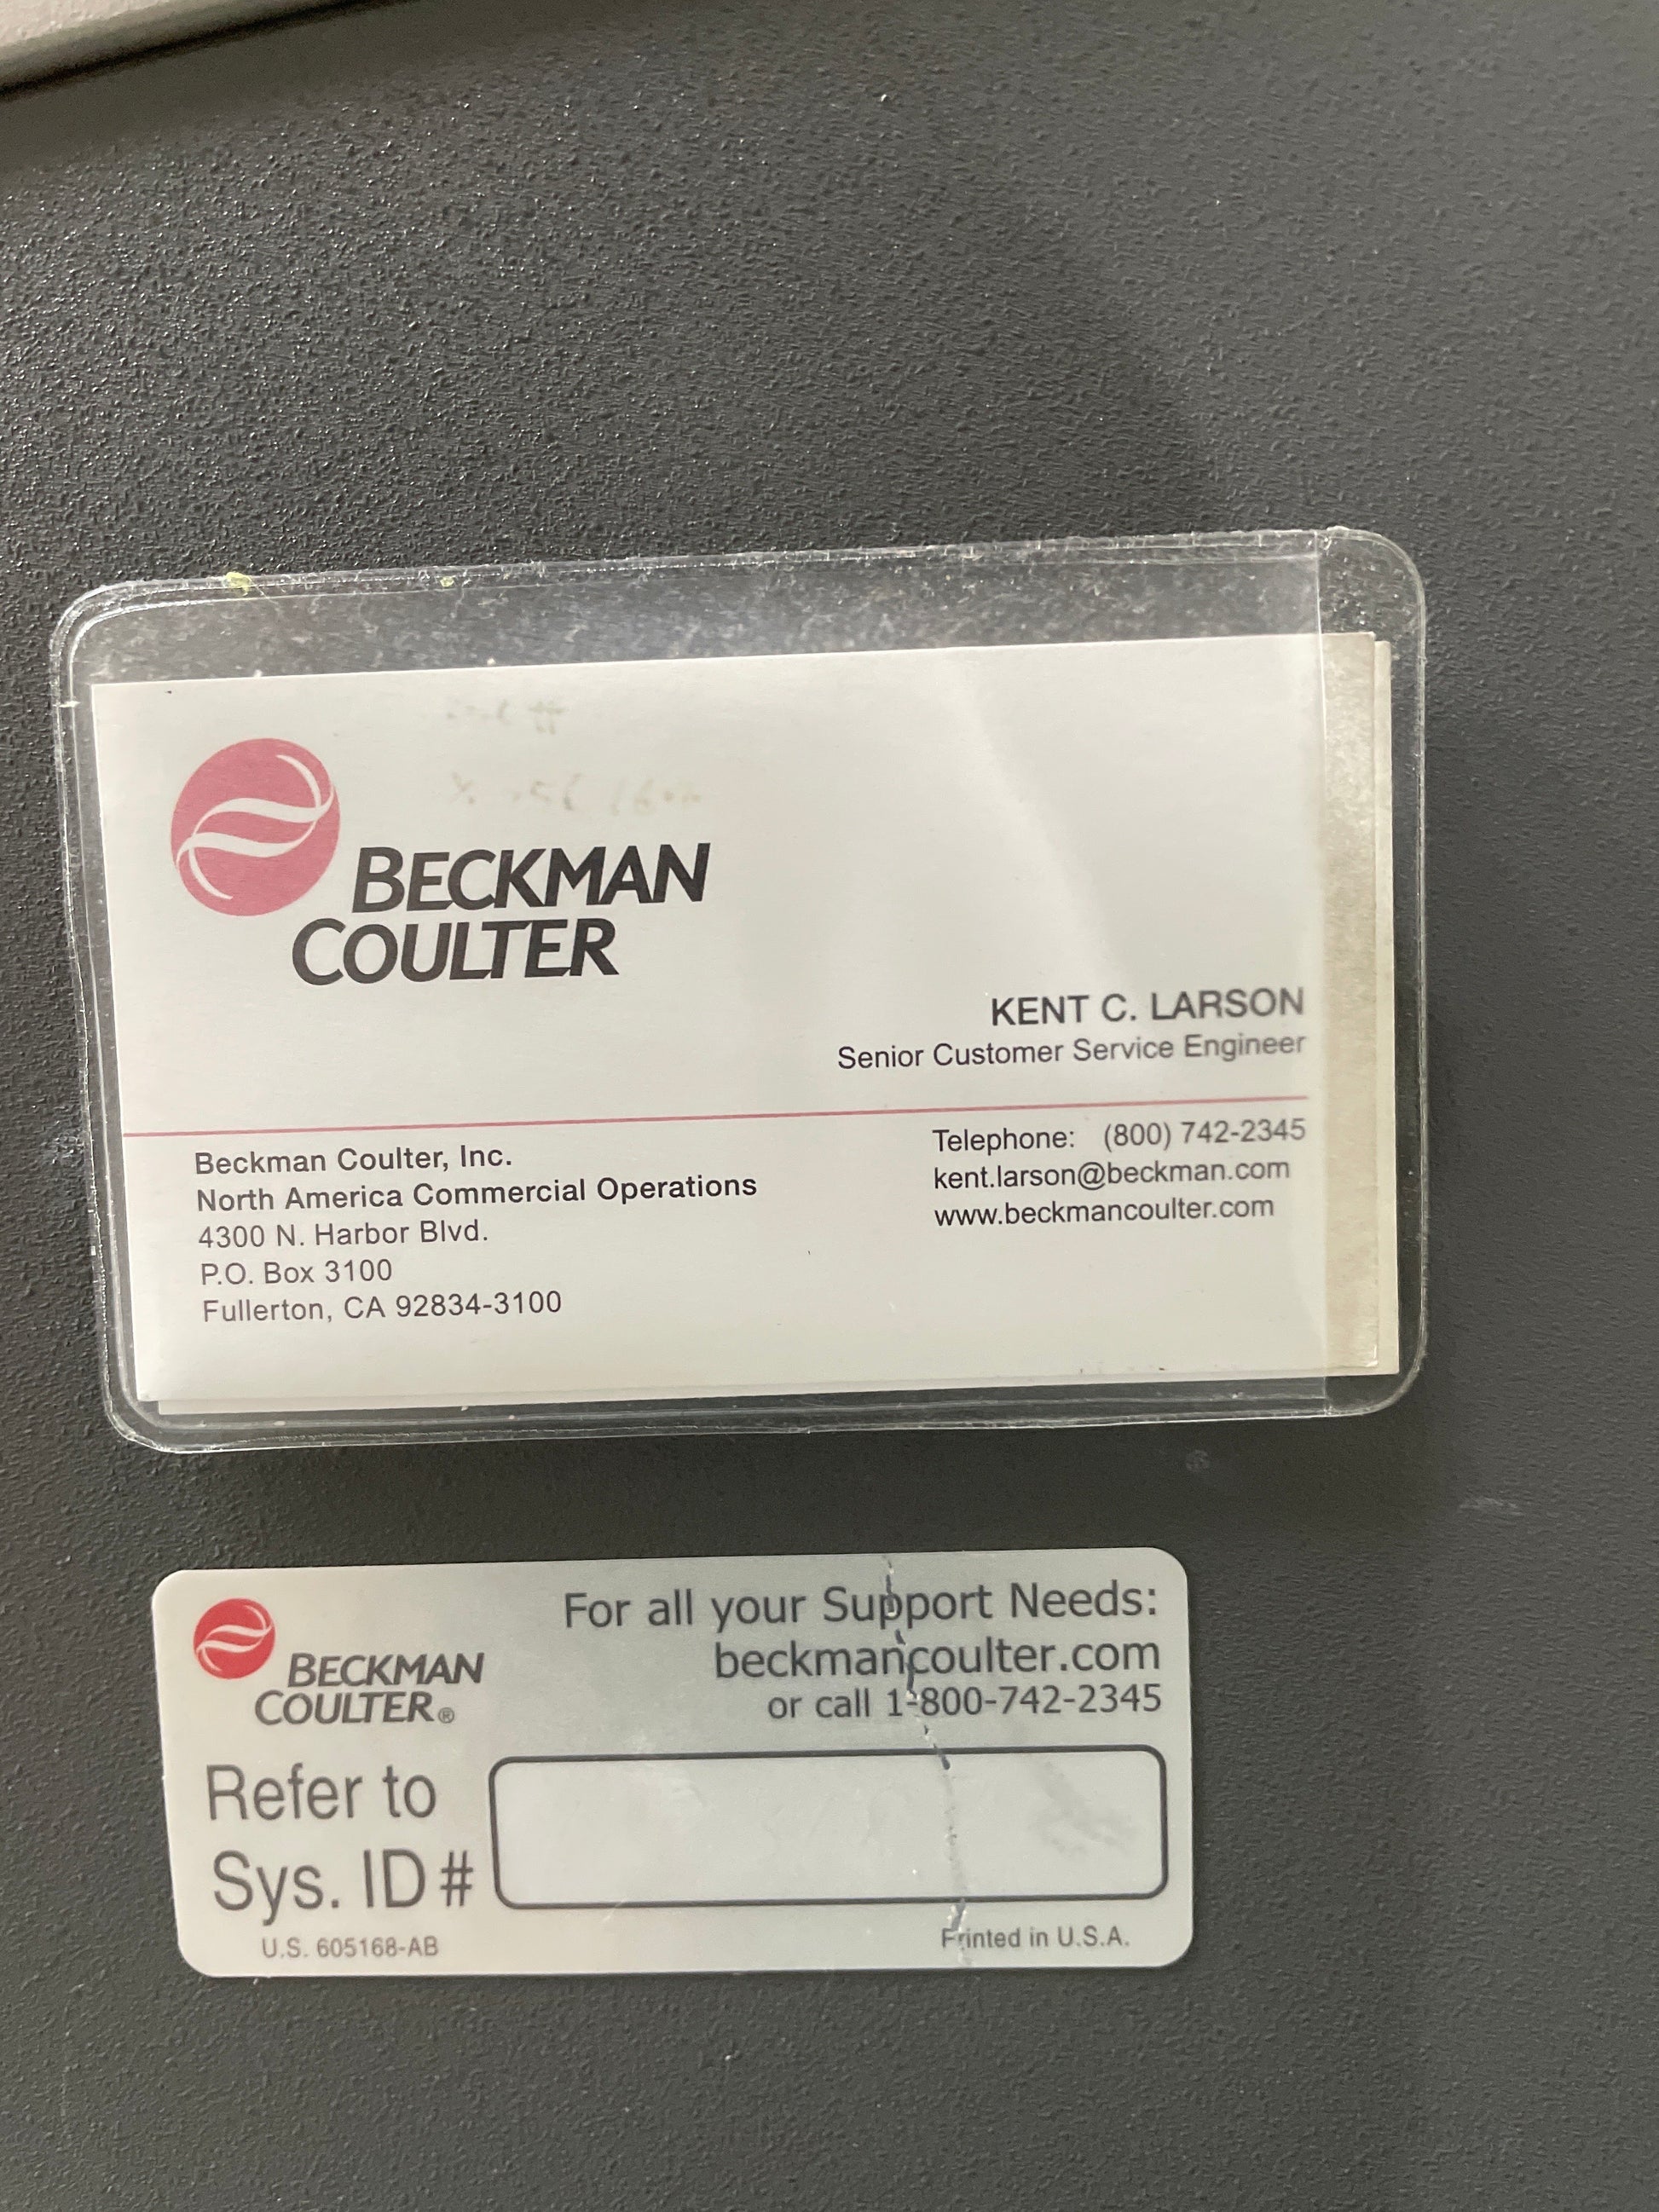 BECKMAN
COULTER
KENT C. LARSON
Senior Customer Service Engineer
Beckman Coulter, Inc.
North America Commercial Operations
4300 N. Harbor Blvd.
P.O. Box 3100
Fullerton, CA 92834-3100
Telephone: (800) 742-2345
kent.larson@beckman.com
www.beckmancoulter.com
BECKMAN
COULTER®
For all your Support Needs:
beckmancoulter.com
or call 1-800-742-2345
Refer to
Sys. ID #
U.S. 605168-AB
Printed in U.S.A.